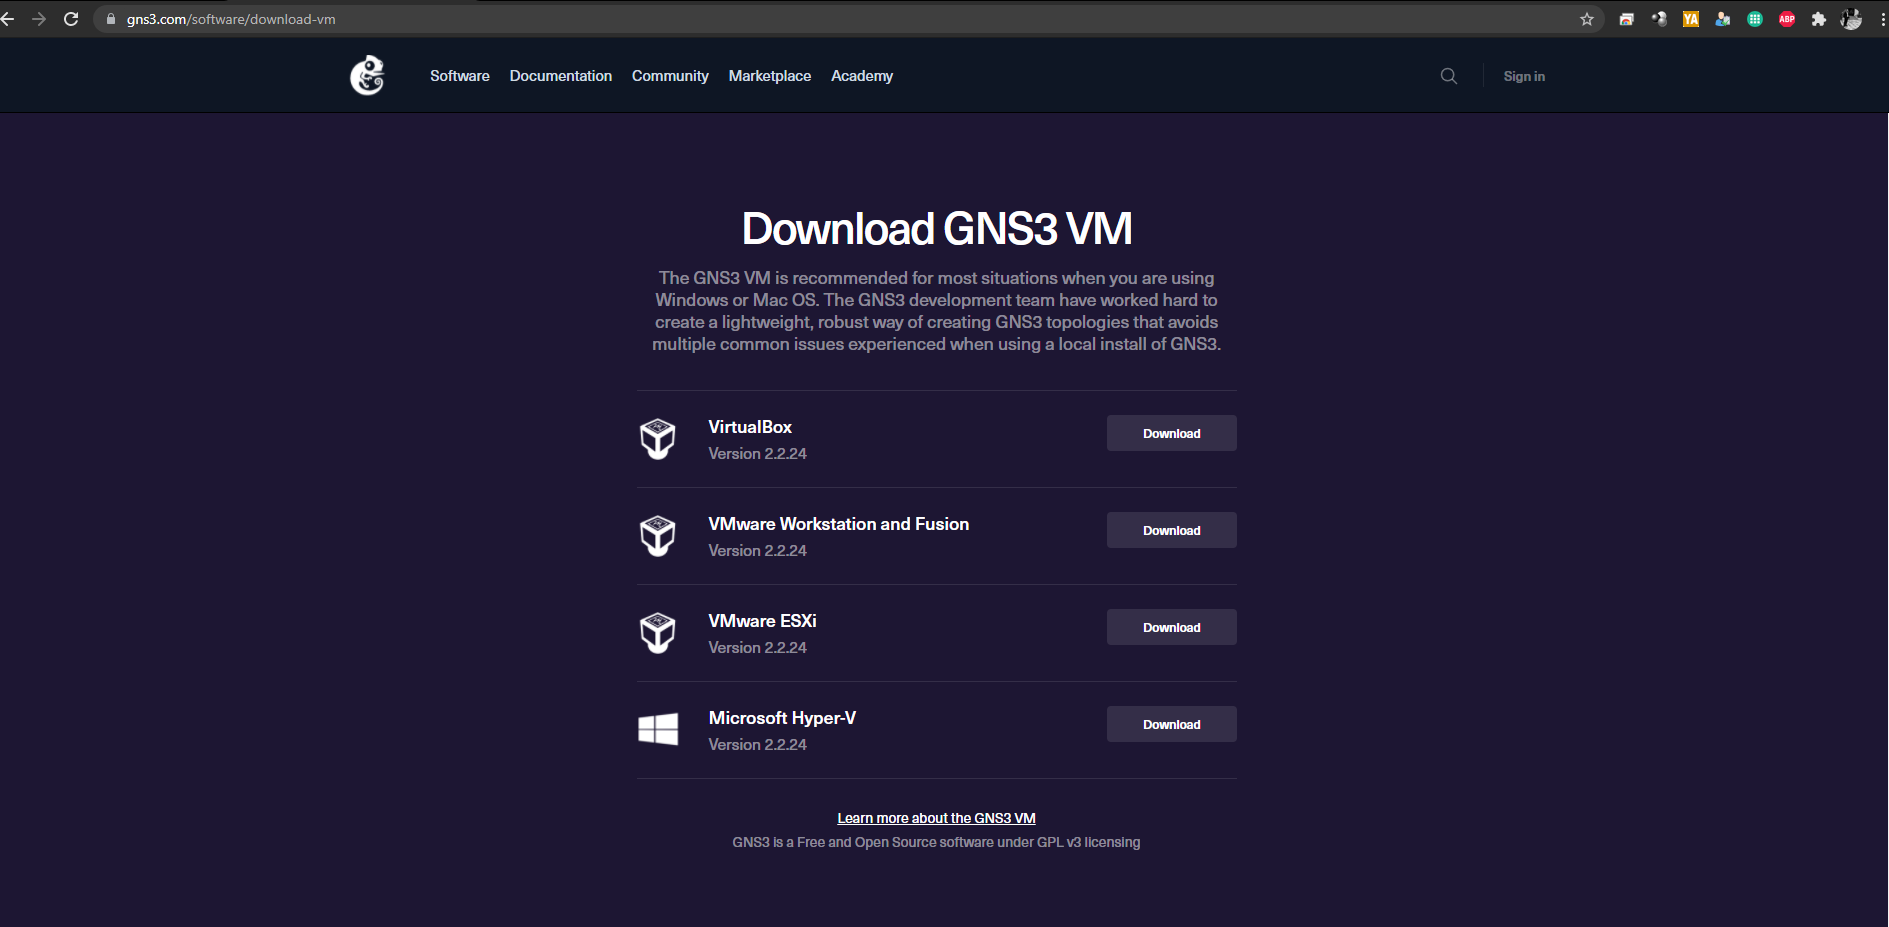 gns3.com/software/download-vm
YA
ABP
Software Documentation Community Marketplace Academy
Sign in
Download GNS3 VM
The GNS3 VM is recommended for most situations when you are using
Windows or Mac OS. The GNS3 development team have worked hard to
create a lightweight, robust way of creating GNS3 topologies that avoids
multiple common issues experienced when using a local install of GNS3.
VirtualBox
Version 2.2.24
Download
VMware Workstation and Fusion
Version 2.2.24
Download
VMware ESXi
Version 2.2.24
Download
Microsoft Hyper-V
Version 2.2.24
Download
Learn more about the GNS3 VM
GNS3 is a Free and Open Source software under GPL v3 licensing